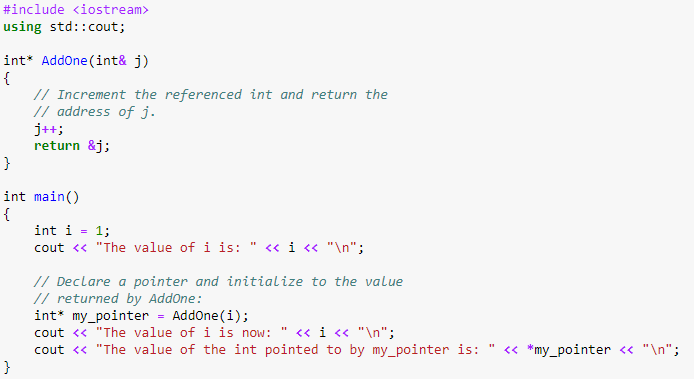 #include <iostream>
using std::cout;

int* AddOne(int& j)
{
    // Increment the referenced int and return the
    // address of j.
    j++;
    return &j;
}

int main()
{
    int i = 1;
    cout << "The value of i is: " << i << "\n";

    // Declare a pointer and initialize to the value
    // returned by AddOne:
    int* my_pointer = AddOne(i);
    cout << "The value of i is now: " << i << "\n";
    cout << "The value of the int pointed to by my_pointer is: " << *my_pointer << "\n";
}